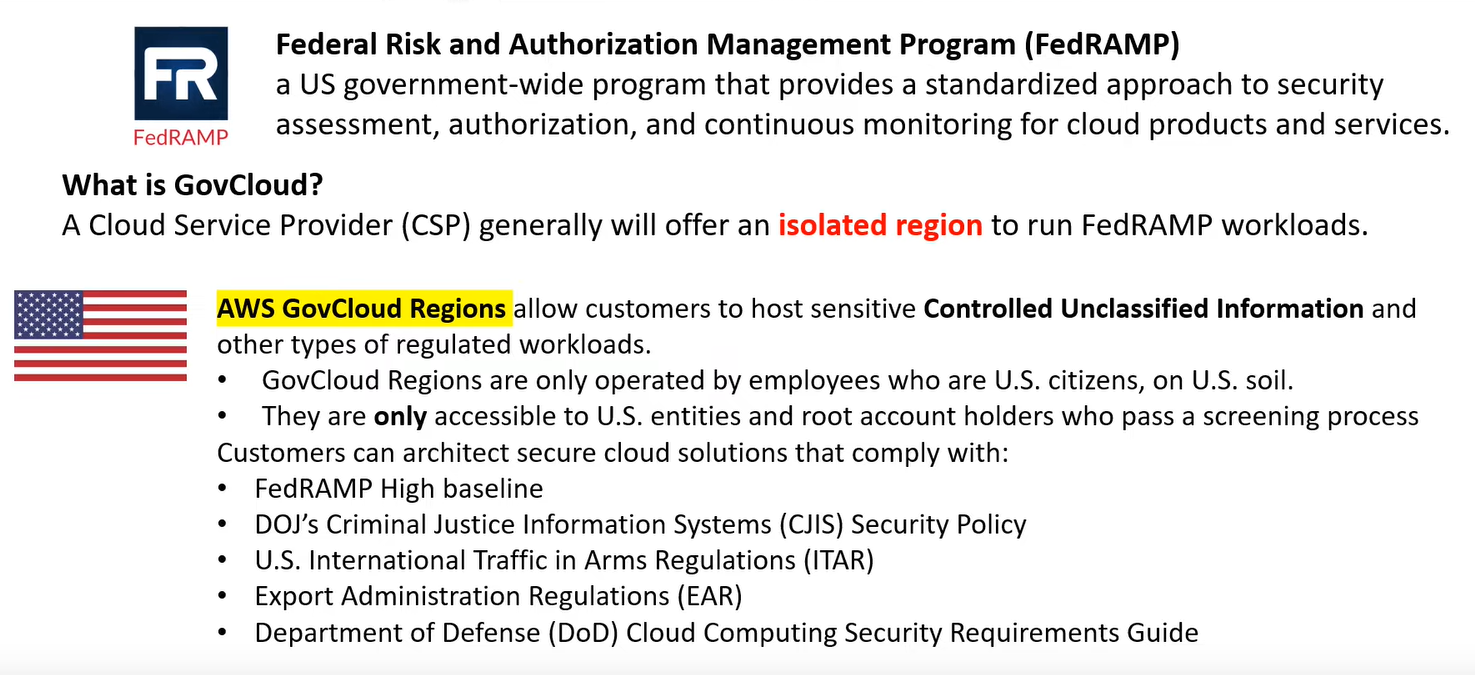 FR
FedRAMP
Federal Risk and Authorization Management Program (FedRAMP)
a US government-wide program that provides a standardized approach to security
assessment, authorization, and continuous monitoring for cloud products and services.
What is GovCloud?
A Cloud Service Provider (CSP) generally will offer an isolated region to run FedRAMP workloads.
AWS GovCloud Regions allow customers to host sensitive Controlled Unclassified Information and
other types of regulated workloads.
• GovCloud Regions are only operated by employees who are U.S. citizens, on U.S. soil.
• They are only accessible to U.S. entities and root account holders who pass a screening process
Customers can architect secure cloud solutions that comply with:
• FedRAMP High baseline
• DOJ's Criminal Justice Information Systems (CJIS) Security Policy
• U.S. International Traffic in Arms Regulations (ITAR)
• Export Administration Regulations (EAR)
• Department of Defense (DoD) Cloud Computing Security Requirements Guide